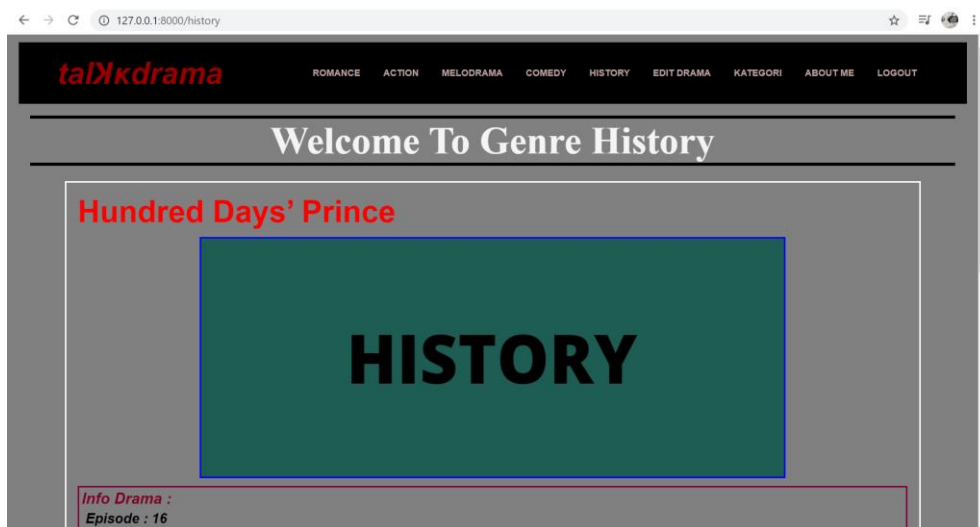 127.0.0.1:8000/history
talKкdrama
ROMANCE ACTION MELODRAMA COMEDY HISTORY EDIT DRAMA KATEGORI ABOUT ME LOGOUT
Welcome To Genre History
Hundred Days’ Prince
HISTORY
Info Drama :
Episode : 16